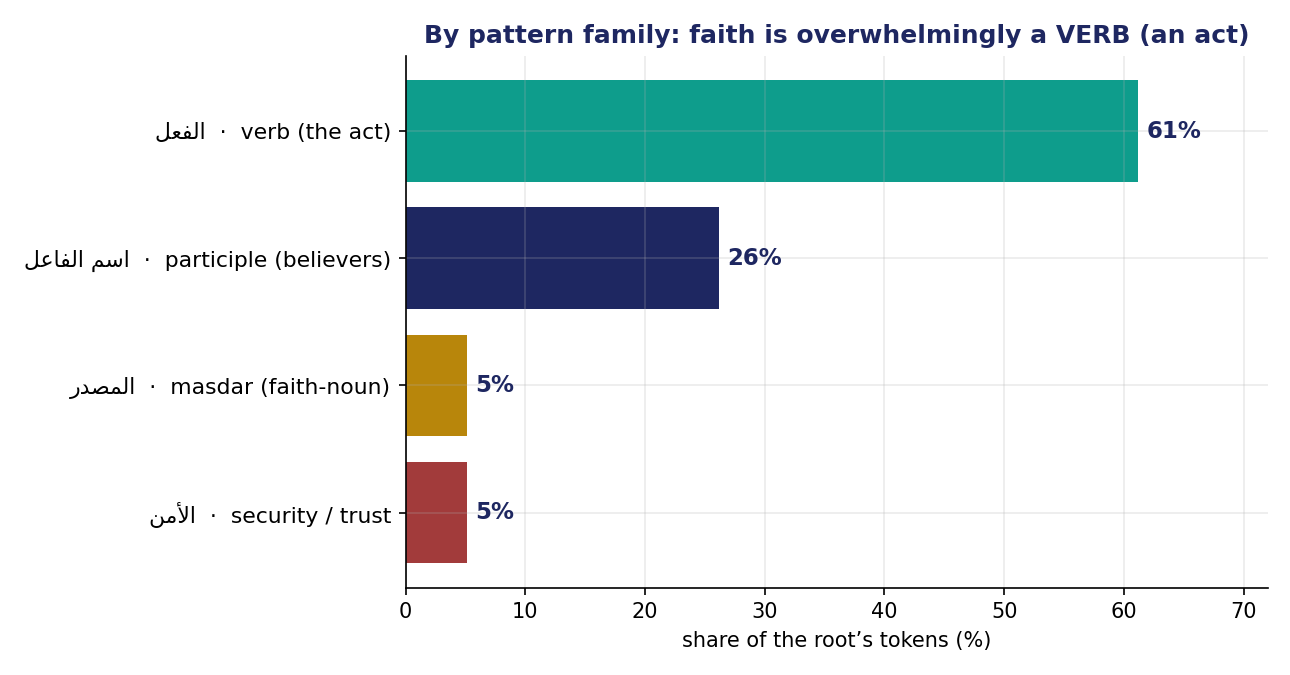 By pattern family: faith is overwhelmingly a VERB (an act)
الفعل · verb (the act)
61%
اسم الفاعل · participle (believers)
26%
المصدر · masdar (faith-noun)
5%
الأمن · security / trust
5%
0 10 20 30 40 50 60 70
share of the root’s tokens (%)